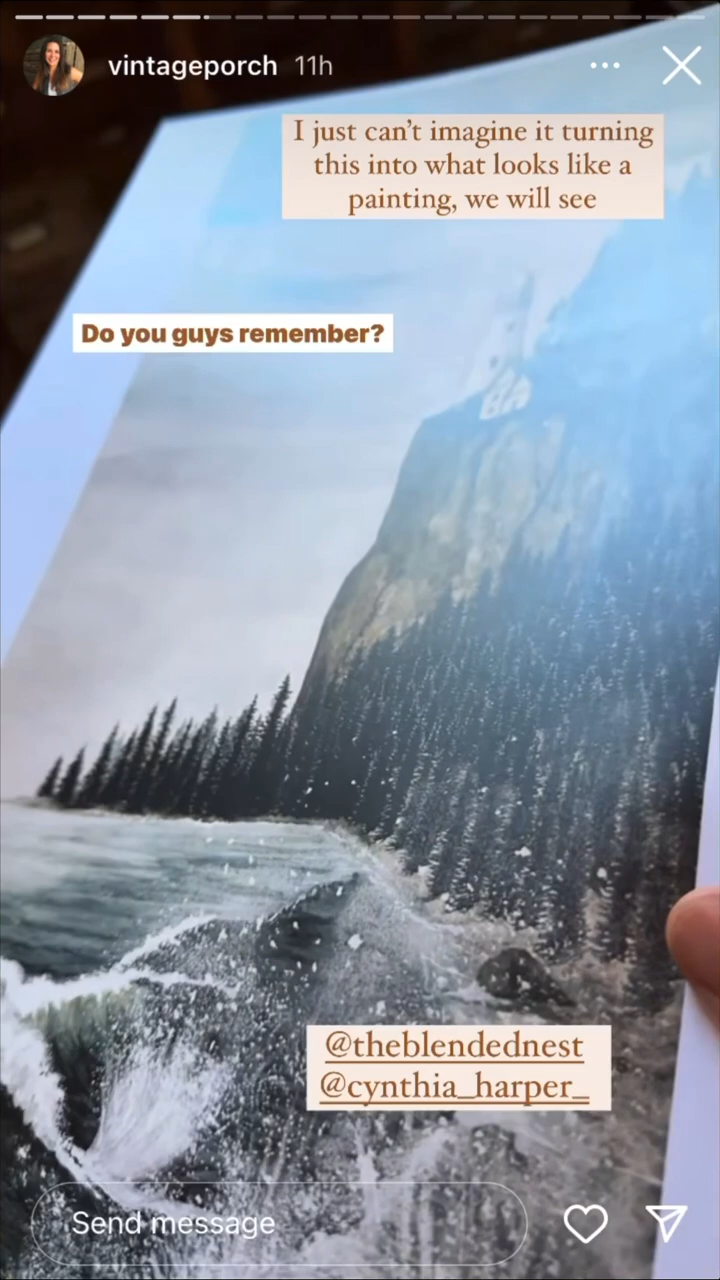 vintageporch 11h
I just can't imagine it turning
this into what looks like a
painting, we will see
Do you guys remember?
@theblendednest
@cynthia_harper_
Send message